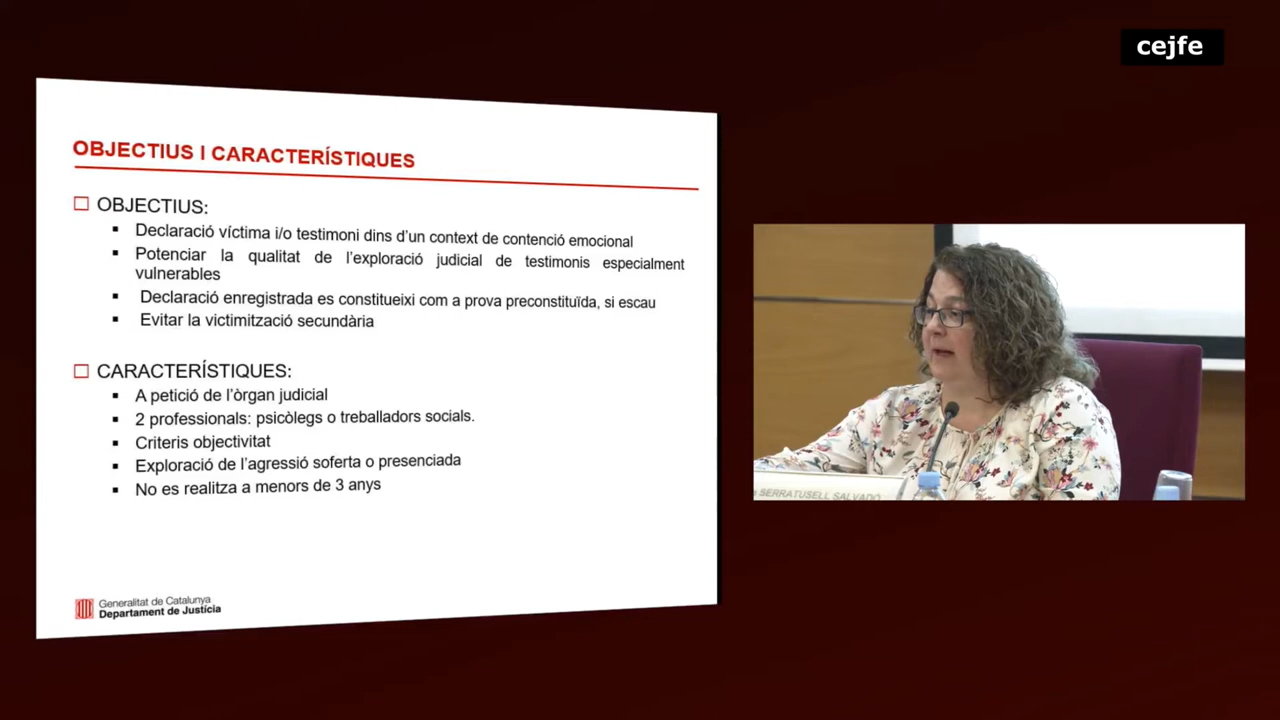 cejfe
OBJECTIUS I CARACTERÍSTIQUES
OBJECTIUS:
Declaració víctima i/o testimoni dins d'un context de contenció emocional
Potenciar la qualitat de l'exploració judicial de testimonis especialment
vulnerables
Declaració enregistrada es constitueixi com a prova preconstituïda, si escau
Evitar la victimització secundària
CARACTERÍSTIQUES:
A petició de l'òrgan judicial
2 professionals: psicòlegs o treballadors socials.
Criteris objectivitat
Exploració de l'agressió soferta o presenciada
No es realitza a menors de 3 anys
Generalitat de Catalunya
Departament de Justícia
SERRATUSELL SALVADÓ